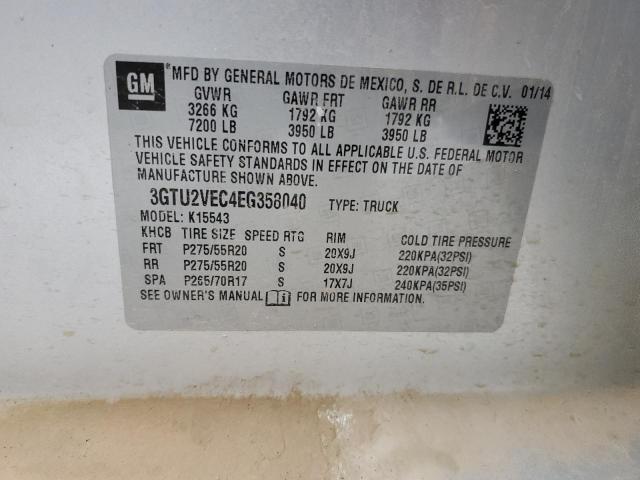 GM
*MFD BY GENERAL MOTORS DE MEXICO, S. DE R.L. DE C.V. 01/14
GVWR GAWR FRT GAWR RR
3266 KG 1792 KG 1792 KG
7200 LB 3950 LB 3950 LB
THIS VEHICLE CONFORMS TO ALL APPLICABLE U.S. FEDERAL MOTOR
VEHICLE SAFETY STANDARDS IN EFFECT ON THE DATE OF
MANUFACTURE SHOWN ABOVE.
3GTU2VEC4EG358040 TYPE: TRUCK
MODEL: K15543
KHCB TIRE SIZE SPEED RTG RIM COLD TIRE PRESSURE
FRT P275/55R20 S 20X9J 220KPA(32PSI)
RR P275/55R20 S 20X9J 220KPA(32PSI)
SPA P265/70R17 S 17X7J 240KPA(35PSI)
SEE OWNER'S MANUAL i FOR MORE INFORMATION.